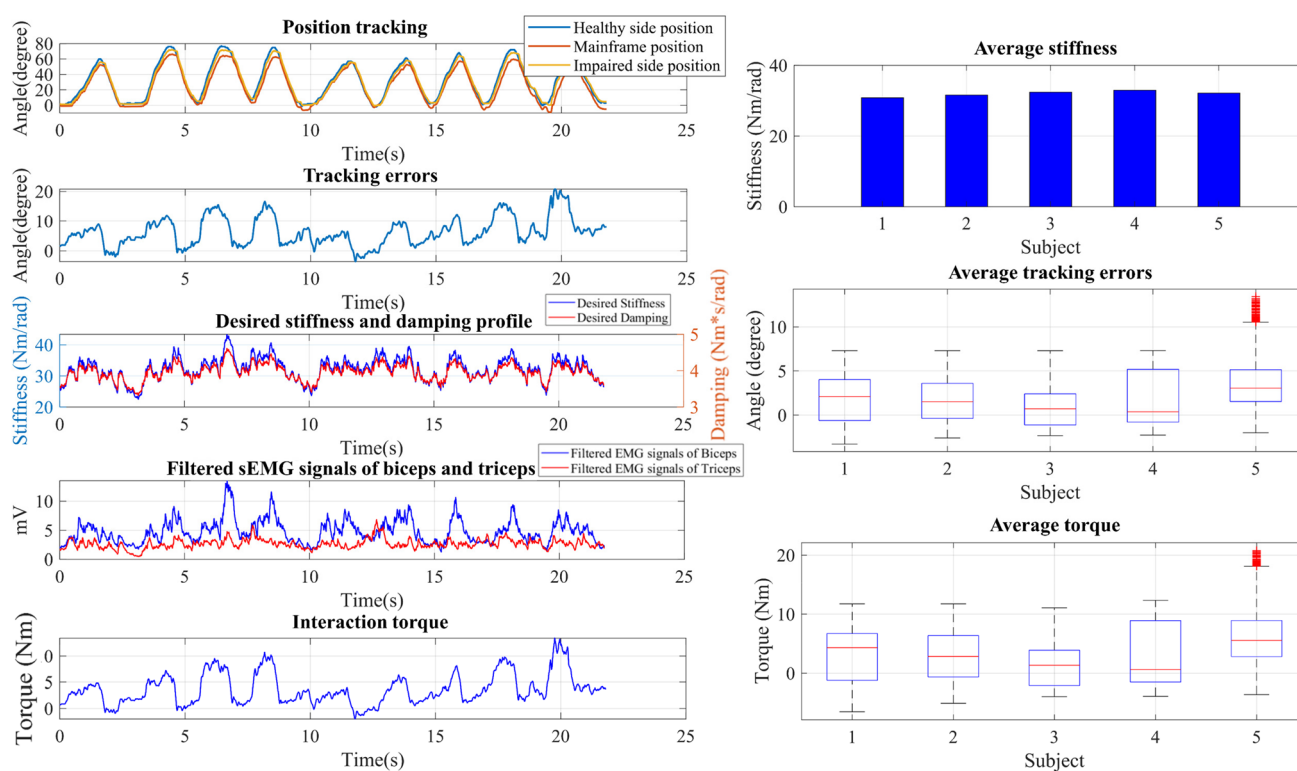 Position tracking
Healthy side position
Mainframe position
Impaired side position
Angle(degree)
80
60
40
20
0
0 5 10 15 20 25
Time(s)
Tracking errors
Angle(degree)
20
10
0
0 5 10 15 20 25
Time(s)
Desired Stiffness
Desired Damping
Desired stiffness and damping profile
Stiffness (Nm/rad)
40
30
20
Damping (Nm*s/rad)
5
4
3
0 5 10 15 20 25
Time(s)
Filtered EMG signals of Biceps
Filtered EMG signals of Triceps
Filtered sEMG signals of biceps and triceps
mV
10
5
0
0 5 10 15 20 25
Time(s)
Interaction torque
Torque (Nm)
0
5
0
0 5 10 15 20 25
Time(s)
Average stiffness
Stiffness (Nm/rad)
40
20
0
1 2 3 4 5
Subject
Average tracking errors
Angle (degree)
10
5
0
1 2 3 4 5
Subject
Average torque
Torque (Nm)
20
10
0
1 2 3 4 5
Subject